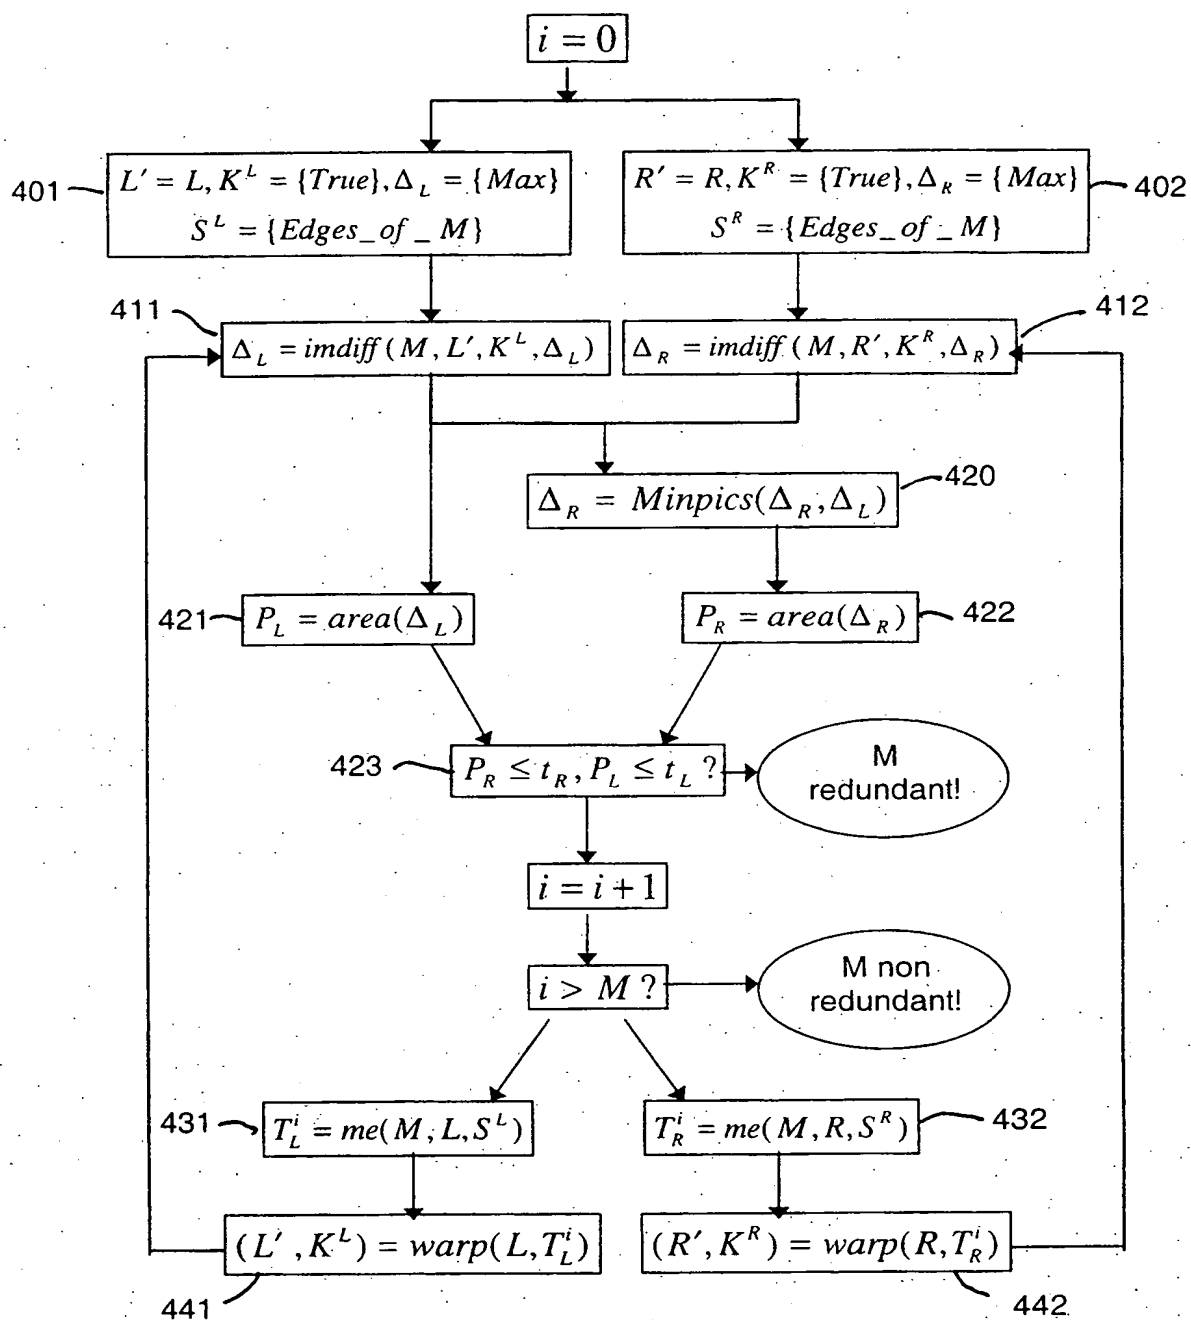 i = 0
401
L' = L, K^L = {True}, Δ_L = {Max}
S^L = {Edges_of_M}
R' = R, K^R = {True}, Δ_R = {Max}
S^R = {Edges_of_M}
402
411
Δ_L = imdiff(M, L', K^L, Δ_L)
Δ_R = imdiff(M, R', K^R, Δ_R)
412
Δ_R = Minpics(Δ_R, Δ_L)
420
421
P_L = area(Δ_L)
P_R = area(Δ_R)
422
423
P_R ≤ t_R, P_L ≤ t_L ?
M
redundant!
i = i + 1
i > M ?
M non
redundant!
431
T_L^i = me(M, L, S^L)
T_R^i = me(M, R, S^R)
432
(L', K^L) = warp(L, T_L^i)
(R', K^R) = warp(R, T_R^i)
441
442